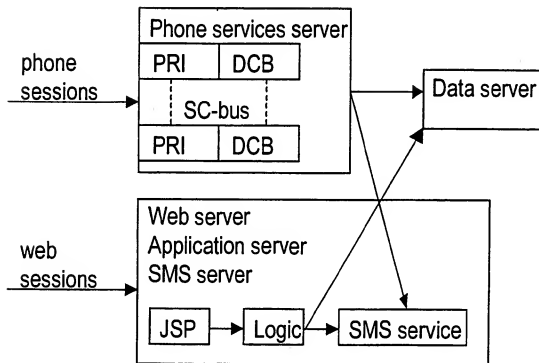 Phone services server
PRI DCB
SC-bus
PRI DCB
phone
sessions
Data server
Web server
Application server
SMS server
web
sessions
JSP Logic SMS service